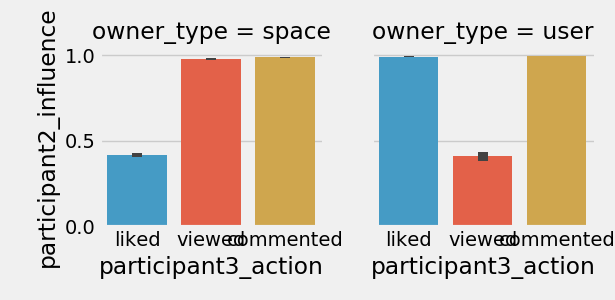 owner_type = space
owner_type = user
participant2_influence
1.0
0.5
0.0
liked
viewed
commented
liked
viewed
commented
participant3_action
participant3_action